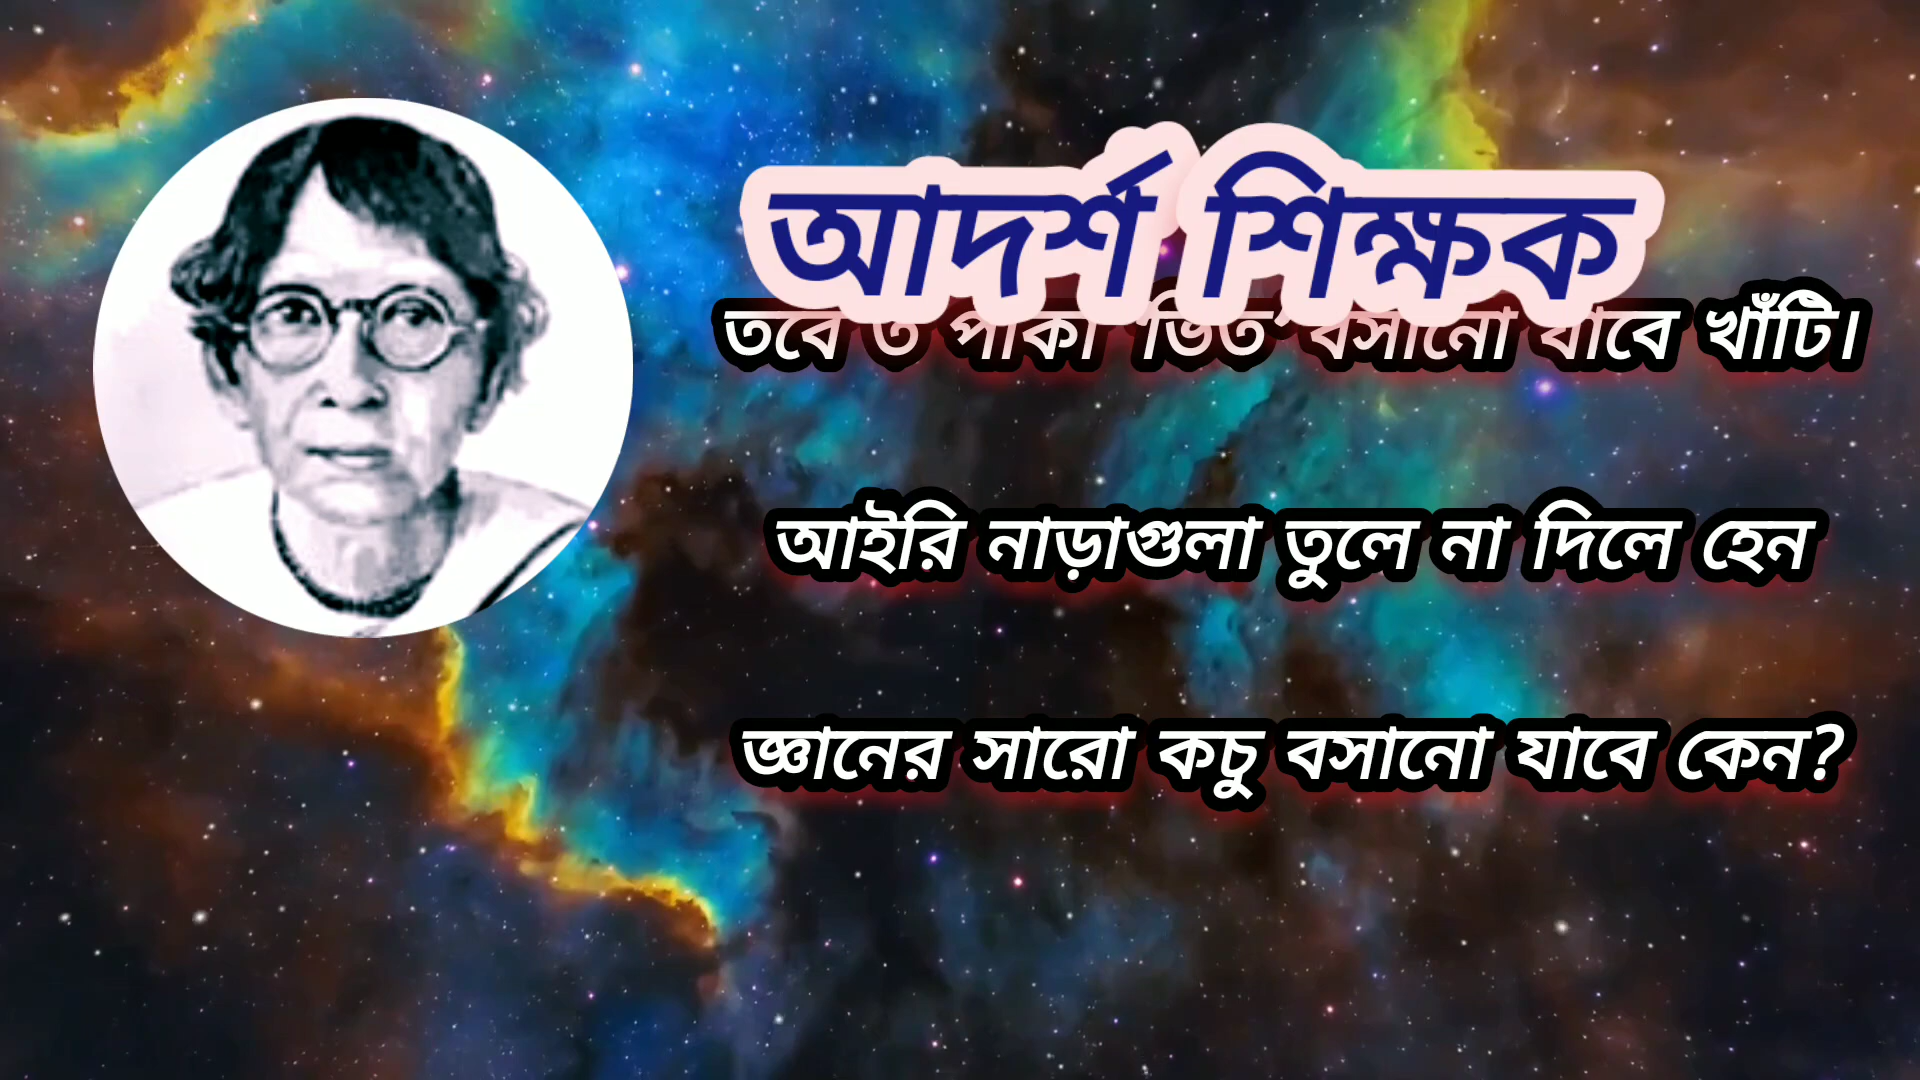 আদর্শ শিক্ষক
তবে ত পাকা ‘ভিত’ বসানো যাবে খাঁটি।
আইরি নাড়াগুলা তুলে না দিলে হেন
জ্ঞানের সারো কচু বসানো যাবে কেন?